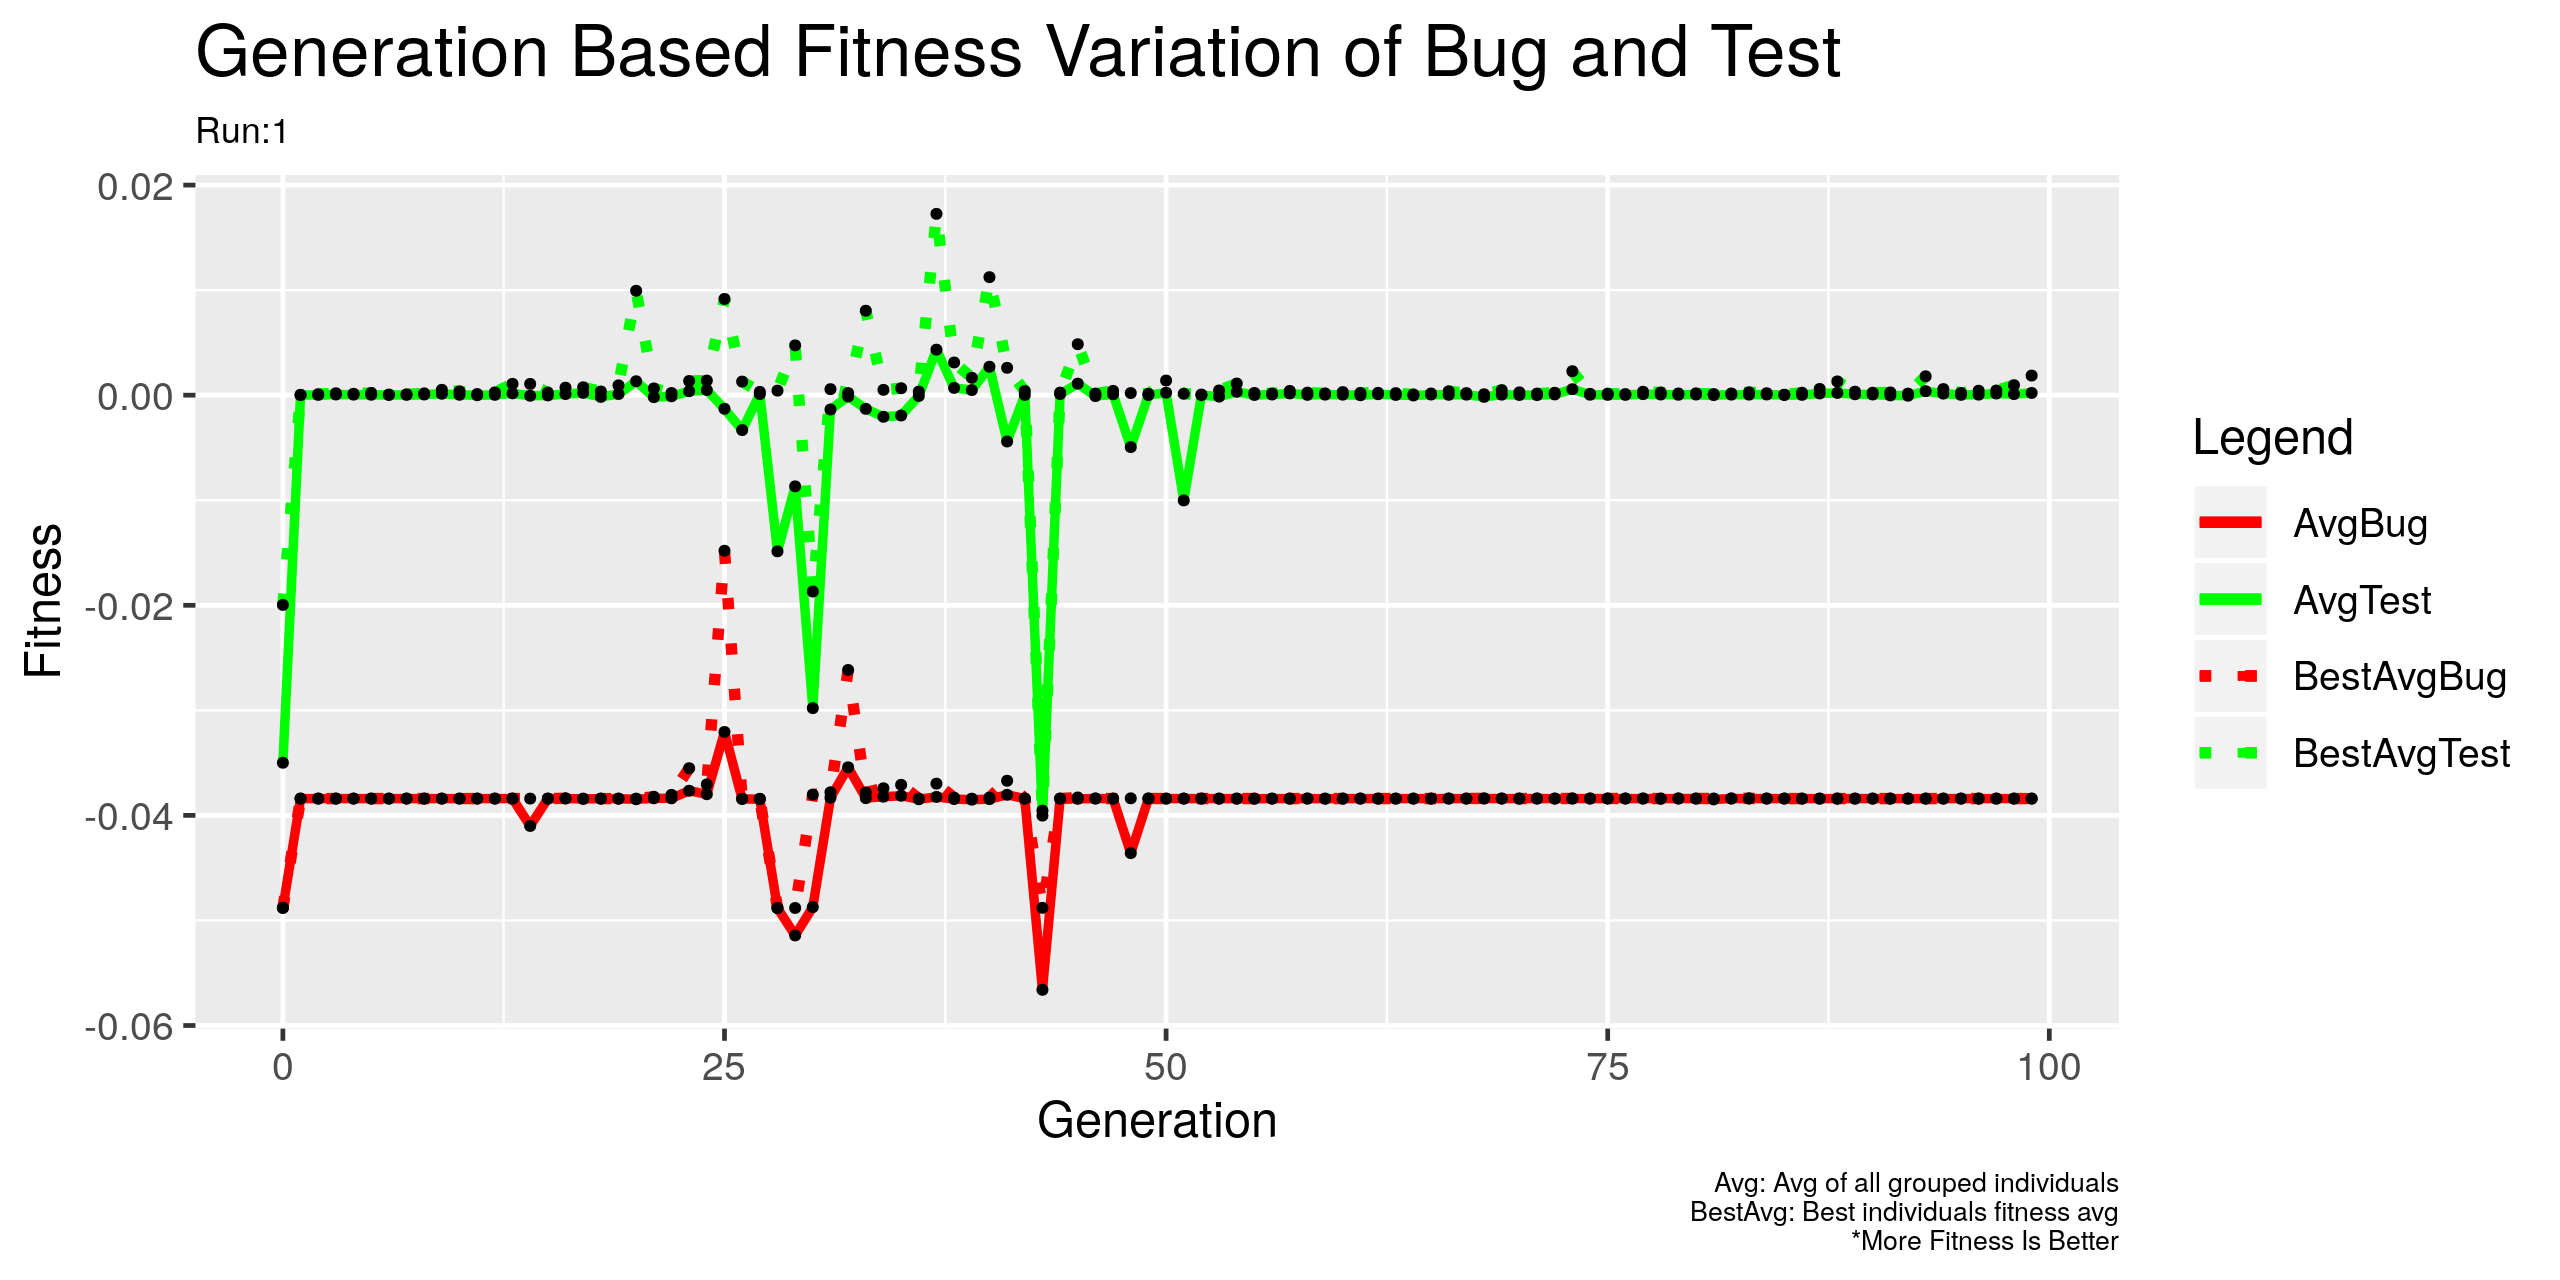 Generation Based Fitness Variation of Bug and Test
Run:1
0.02
0.00
-0.02
-0.04
-0.06
Fitness
0
25
50
75
100
Generation
Legend
AvgBug
AvgTest
BestAvgBug
BestAvgTest
Avg: Avg of all grouped individuals
BestAvg: Best individuals fitness avg
*More Fitness Is Better